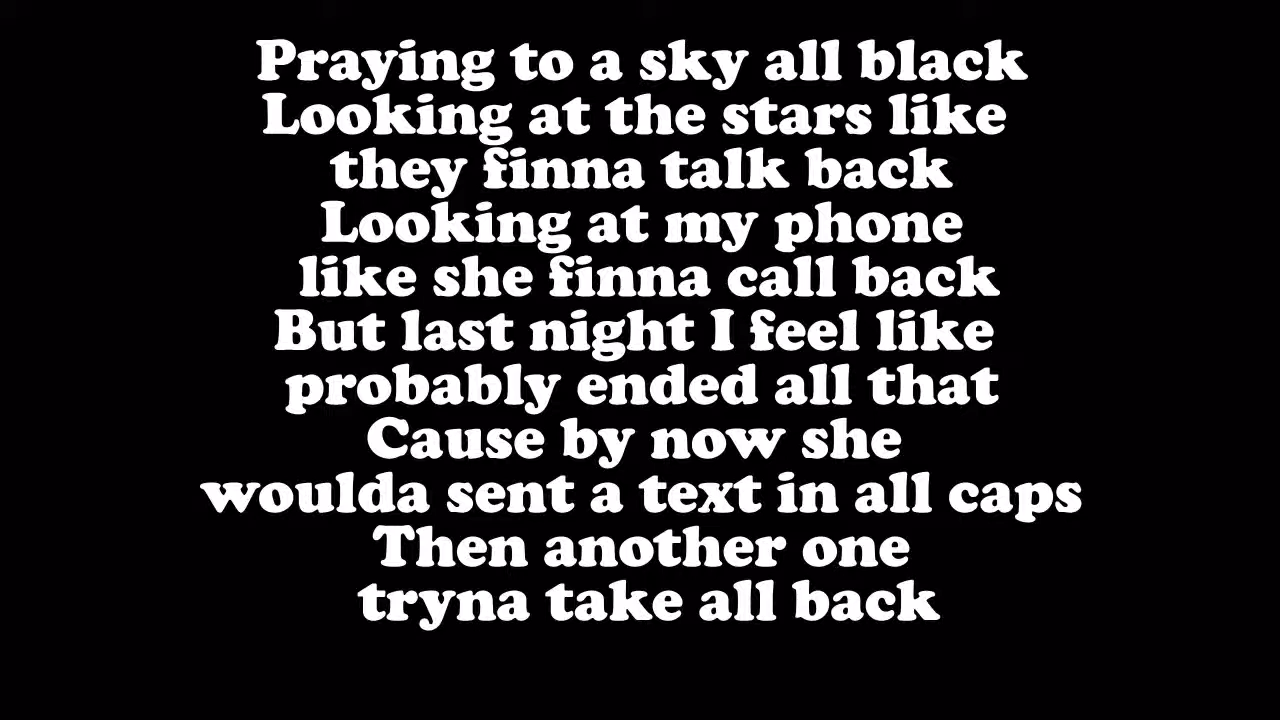 Praying to a sky all black
Looking at the stars like
they finna talk back
Looking at my phone
like she finna call back
But last night I feel like
probably ended all that
Cause by now she
woulda sent a text in all caps
Then another one
tryna take all back